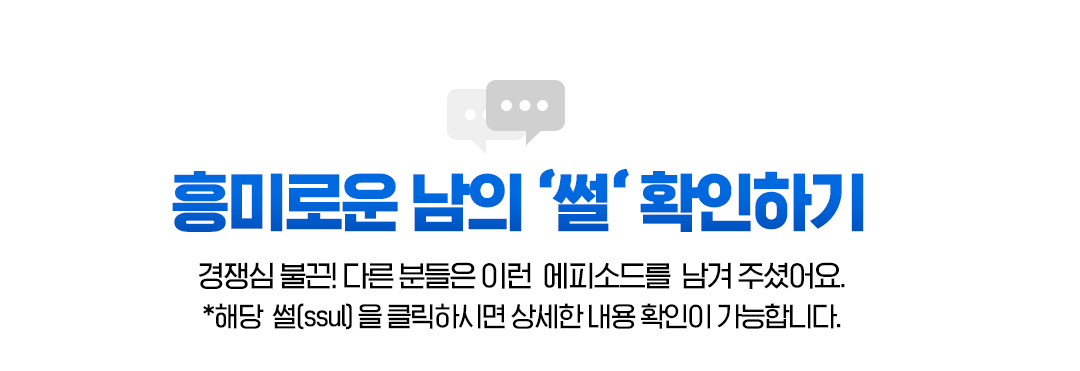 흥미로운 남의 ‘썰‘ 확인하기
경쟁심 불끈! 다른 분들은 이런 에피소드를 남겨 주셨어요.
*해당 썰(ssul) 을 클릭하시면 상세한 내용 확인이 가능합니다.